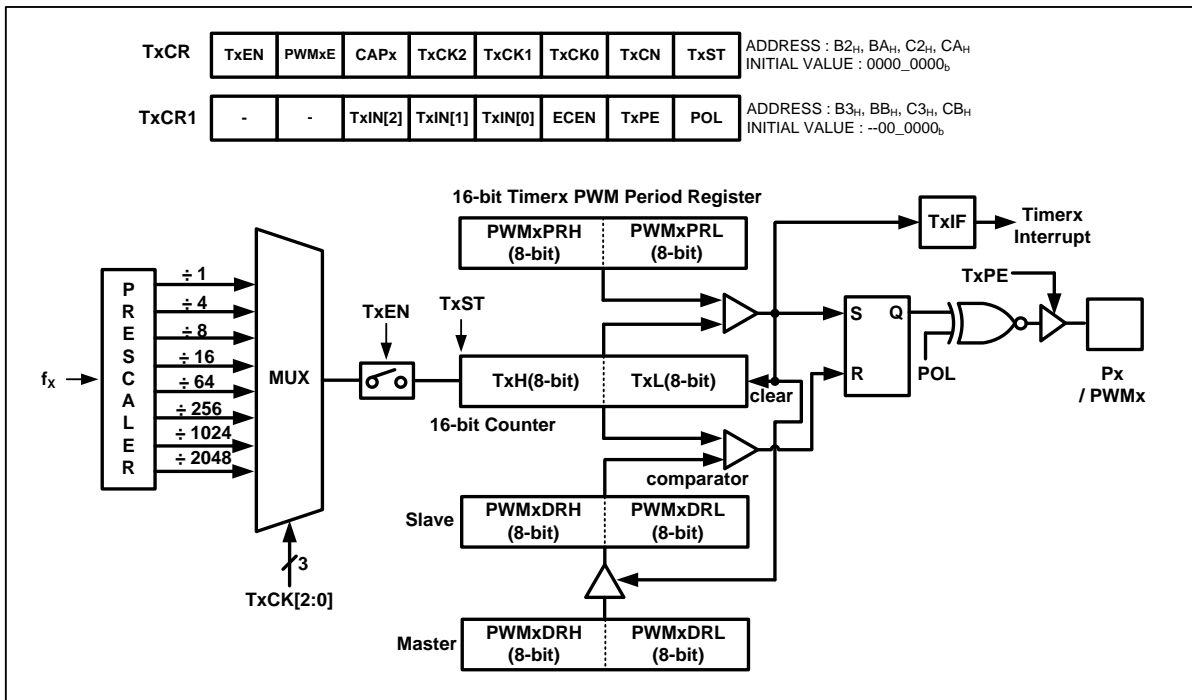 TxCR TxEN PWMxE CAPx TxCK2 TxCK1 TxCK0 TxCN TxST
ADDRESS : B2H, BAH, C2H, CAH
INITIAL VALUE : 0000_0000b
TxCR1 - - TxIN[2] TxIN[1] TxIN[0] ECEN TxPE POL
ADDRESS : B3H, BBH, C3H, CBH
INITIAL VALUE : --00_0000b
16-bit Timerx PWM Period Register
PWMxPRH
(8-bit)
PWMxPRL
(8-bit)
TxIF
Timerx
Interrupt
fX
PRESCALER
÷ 1
÷ 4
÷ 8
÷ 16
÷ 64
÷ 256
÷ 1024
÷ 2048
MUX
3
TxCK[2:0]
TxEN
TxST
TxH(8-bit)
TxL(8-bit)
clear
16-bit Counter
comparator
S
Q
R
POL
TxPE
Px
/ PWMx
Slave
PWMxDRH
(8-bit)
PWMxDRL
(8-bit)
Master
PWMxDRH
(8-bit)
PWMxDRL
(8-bit)